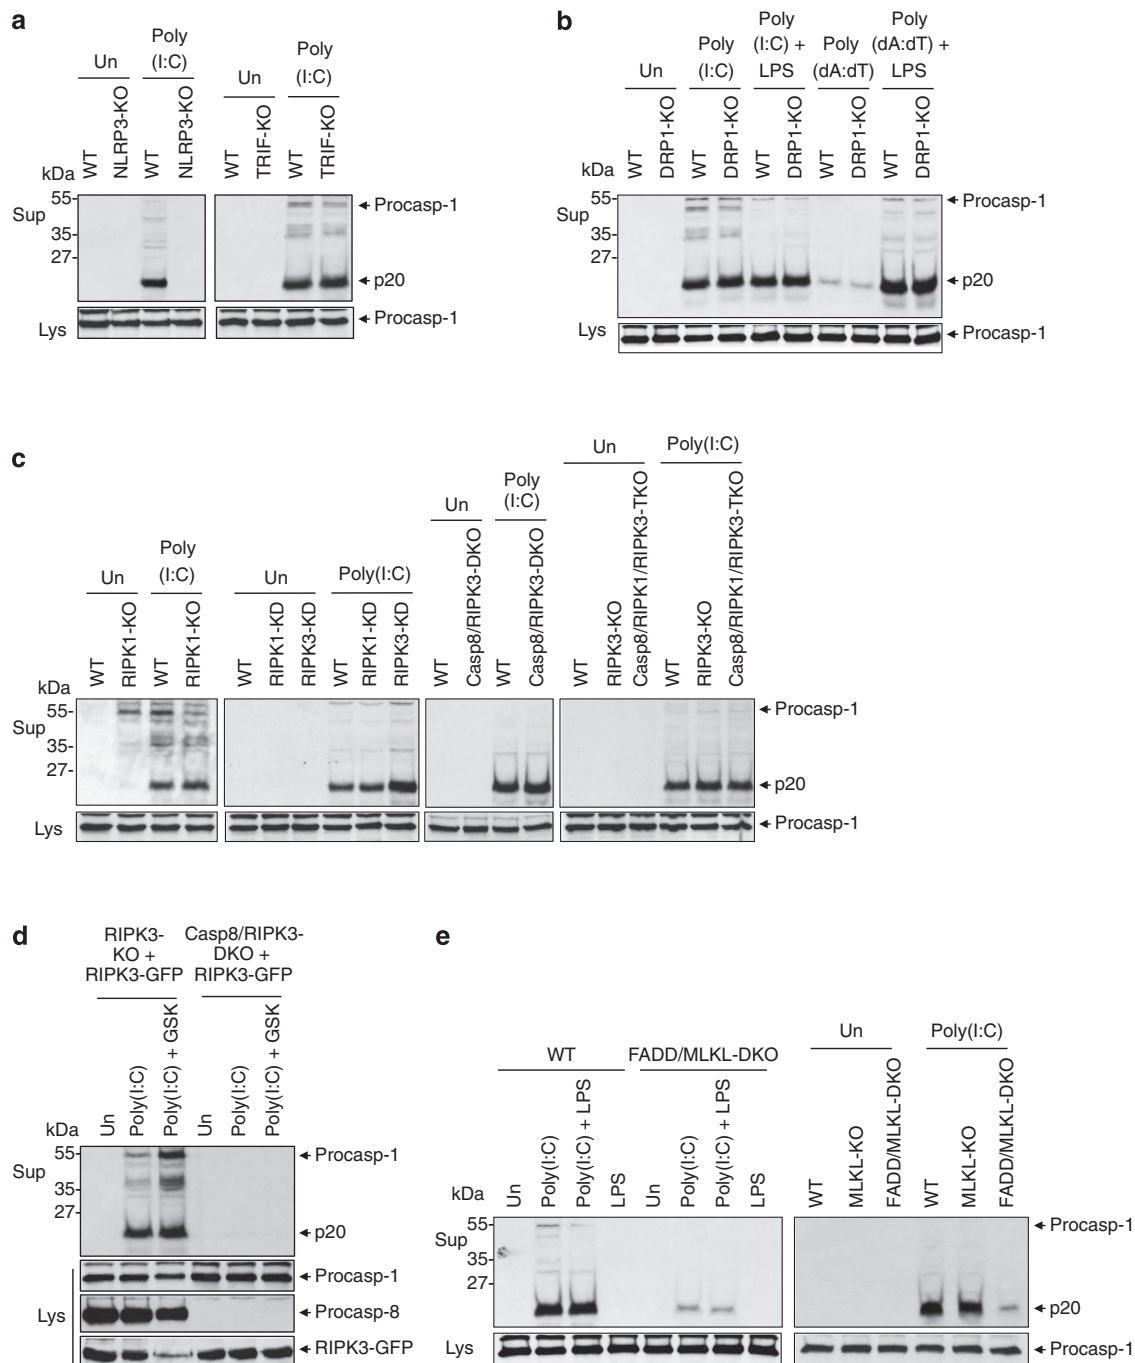 a
Un
Poly
(I:C)
Un
Poly
(I:C)
WT
NLRP3-KO
WT
NLRP3-KO
WT
TRIF-KO
WT
TRIF-KO
kDa
55-
Sup
35-
27-
Procasp-1
p20
Lys
Procasp-1
b
Un
Poly
(I:C)
Poly
(I:C) +
LPS
Poly
(dA:dT)
Poly
(dA:dT) +
LPS
WT
DRP1-KO
WT
DRP1-KO
WT
DRP1-KO
WT
DRP1-KO
WT
DRP1-KO
kDa
55-
Sup
35-
27-
Procasp-1
p20
Lys
Procasp-1
c
Un
Poly
(I:C)
Un
Poly(I:C)
Un
Poly
(I:C)
Un
Poly(I:C)
WT
RIPK1-KO
WT
RIPK1-KO
WT
RIPK1-KD
RIPK3-KD
WT
RIPK1-KD
RIPK3-KD
WT
Casp8/RIPK3-DKO
WT
Casp8/RIPK3-DKO
WT
RIPK3-KO
Casp8/RIPK1/RIPK3-TKO
WT
RIPK3-KO
Casp8/RIPK1/RIPK3-TKO
kDa
55-
Sup
35-
27-
Procasp-1
p20
Lys
Procasp-1
d
RIPK3-
KO +
RIPK3-GFP
Casp8/RIPK3-
DKO +
RIPK3-GFP
Un
Poly(I:C)
Poly(I:C) + GSK
Un
Poly(I:C)
Poly(I:C) + GSK
kDa
55-
Sup
35-
27-
Procasp-1
p20
Lys
Procasp-1
Procasp-8
RIPK3-GFP
e
WT
FADD/MLKL-DKO
Un
Poly(I:C)
Un
Poly(I:C)
Poly(I:C) + LPS
LPS
Un
Poly(I:C)
Poly(I:C) + LPS
LPS
WT
MLKL-KO
FADD/MLKL-DKO
WT
MLKL-KO
FADD/MLKL-DKO
kDa
55-
Sup
35-
27-
Procasp-1
p20
Lys
Procasp-1